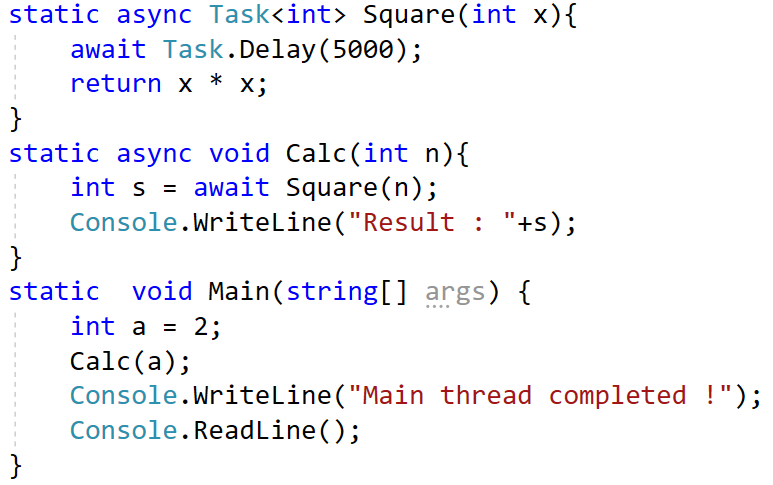 static async Task<int> Square(int x){
    await Task.Delay(5000);
    return x * x;
}
static async void Calc(int n){
    int s = await Square(n);
    Console.WriteLine("Result : "+s);
}
static  void Main(string[] args) {
    int a = 2;
    Calc(a);
    Console.WriteLine("Main thread completed !");
    Console.ReadLine();
}